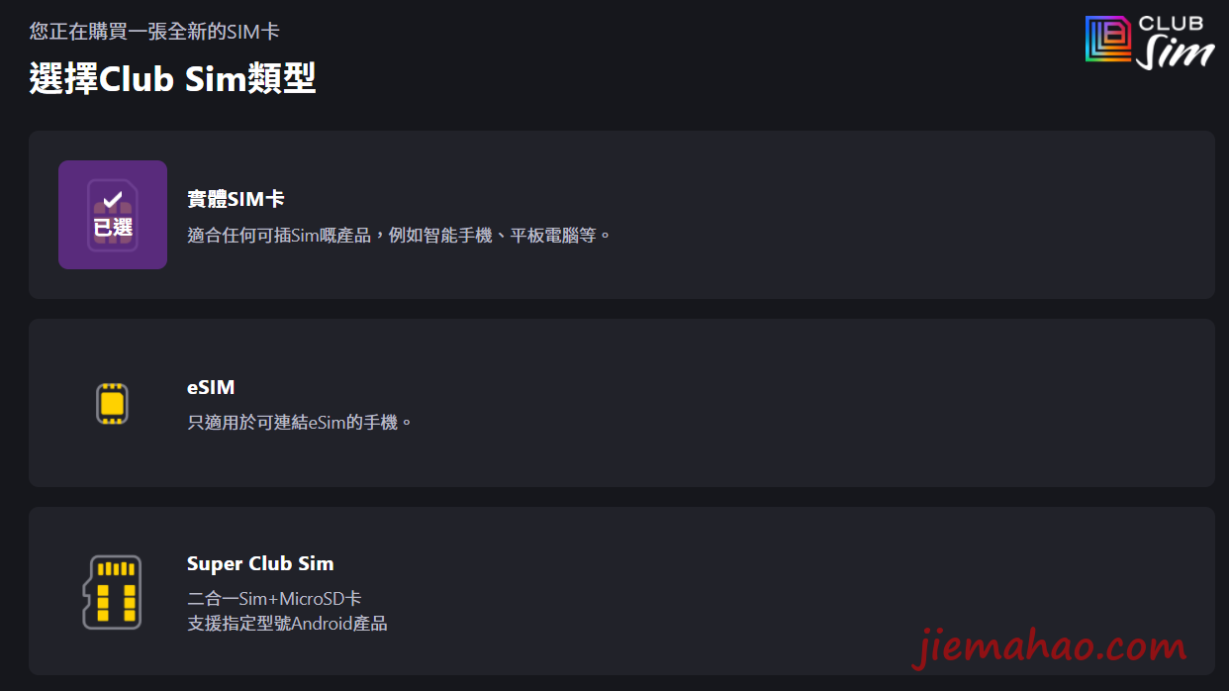 您正在購買一張全新的SIM卡
選擇Club Sim類型
CLUB
Sim
已選
實體SIM卡
適合任何可插Sim嘅產品，例如智能手機、平板電腦等。
eSIM
只適用於可連結eSim的手機。
Super Club Sim
二合一Sim+MicroSD卡
支援指定型號Android產品
jiemahao.com